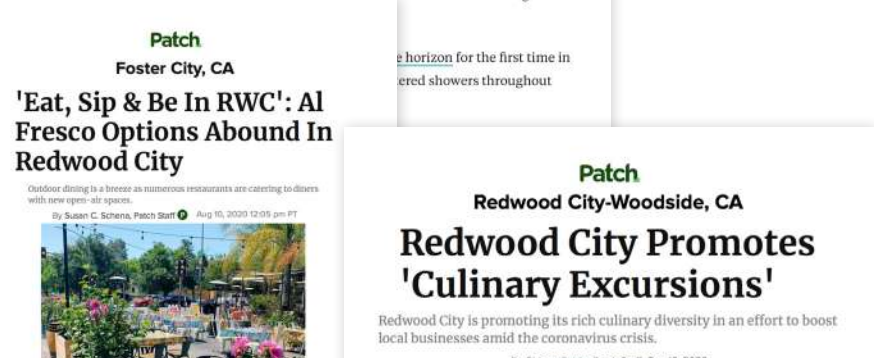 Patch
Foster City, CA
'Eat, Sip & Be In RWC': Al
Fresco Options Abound In
Redwood City
Outdoor dining is a breeze as numerous restaurants are catering to diners
with new open-air spaces.
By Susan C. Schena, Patch Staff P Aug 10, 2020 12:05 pm PT
horizon for the first time in
showers throughout
Patch
Redwood City-Woodside, CA
Redwood City Promotes
'Culinary Excursions'
Redwood City is promoting its rich culinary diversity in an effort to boost
local businesses amid the coronavirus crisis.